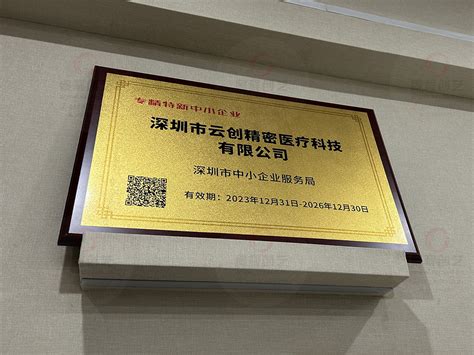 专精特新中小企业
深圳市云创精密医疗科技
有限公司
深圳市中小企业服务局
有效期：2023年12月31日-2026年12月30日